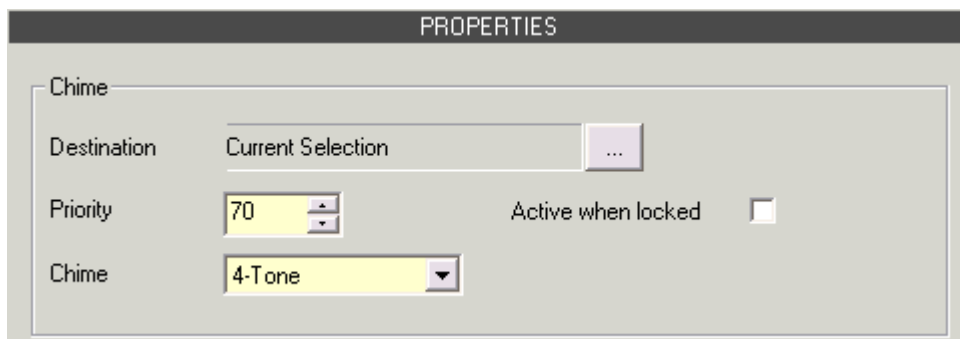 PROPERTIES
Chime
Destination Current Selection ...
Priority 70 Active when locked
Chime 4-Tone